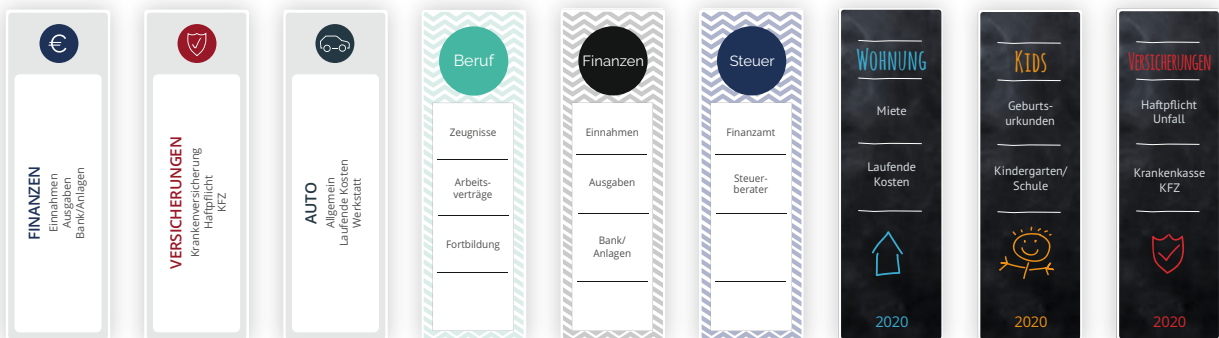 €
FINANZEN
Einnahmen
Ausgaben
Bank/Anlagen
VERSICHERUNGEN
Krankenversicherung
Haftpflicht
KFZ
AUTO
Allgemein
Laufende Kosten
Werkstatt
Beruf
Zeugnisse
Arbeits-
verträge
Fortbildung
Finanzen
Einnahmen
Ausgaben
Bank/
Anlagen
Steuer
Finanzamt
Steuer-
berater
WOHNUNG
Miete
Laufende
Kosten
2020
KIDS
Geburts-
urkunden
Kindergarten/
Schule
2020
VERSICHERUNGEN
Haftpflicht
Unfall
Krankenkasse
KFZ
2020